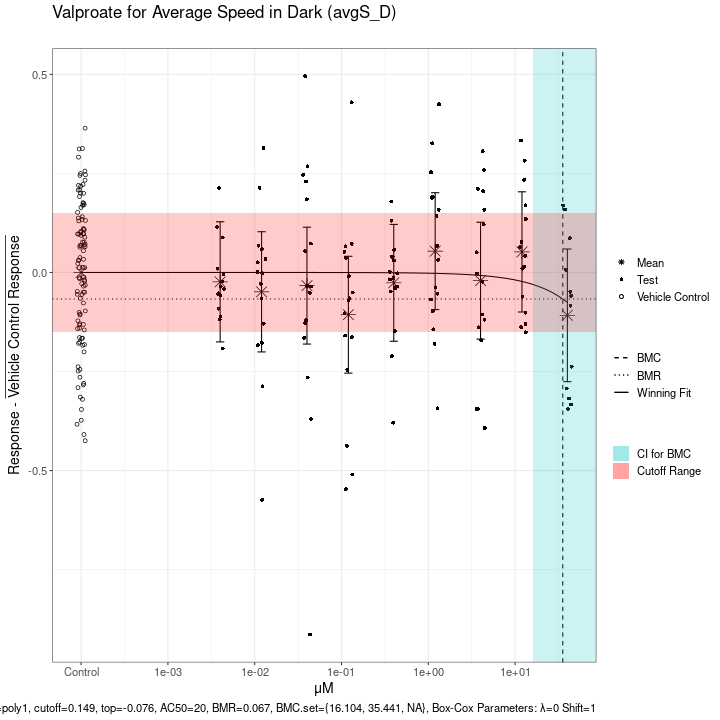 Valproate for Average Speed in Dark (avgS_D)
Response - Vehicle Control Response
0.5
0.0
-0.5
Control
1e-03
1e-02
1e-01
1e+00
1e+01
μM
Mean
Test
Vehicle Control
BMC
BMR
Winning Fit
CI for BMC
Cutoff Range
=poly1, cutoff=0.149, top=-0.076, AC50=20, BMR=0.067, BMC.set={16.104, 35.441, NA}, Box-Cox Parameters: λ=0 Shift=1